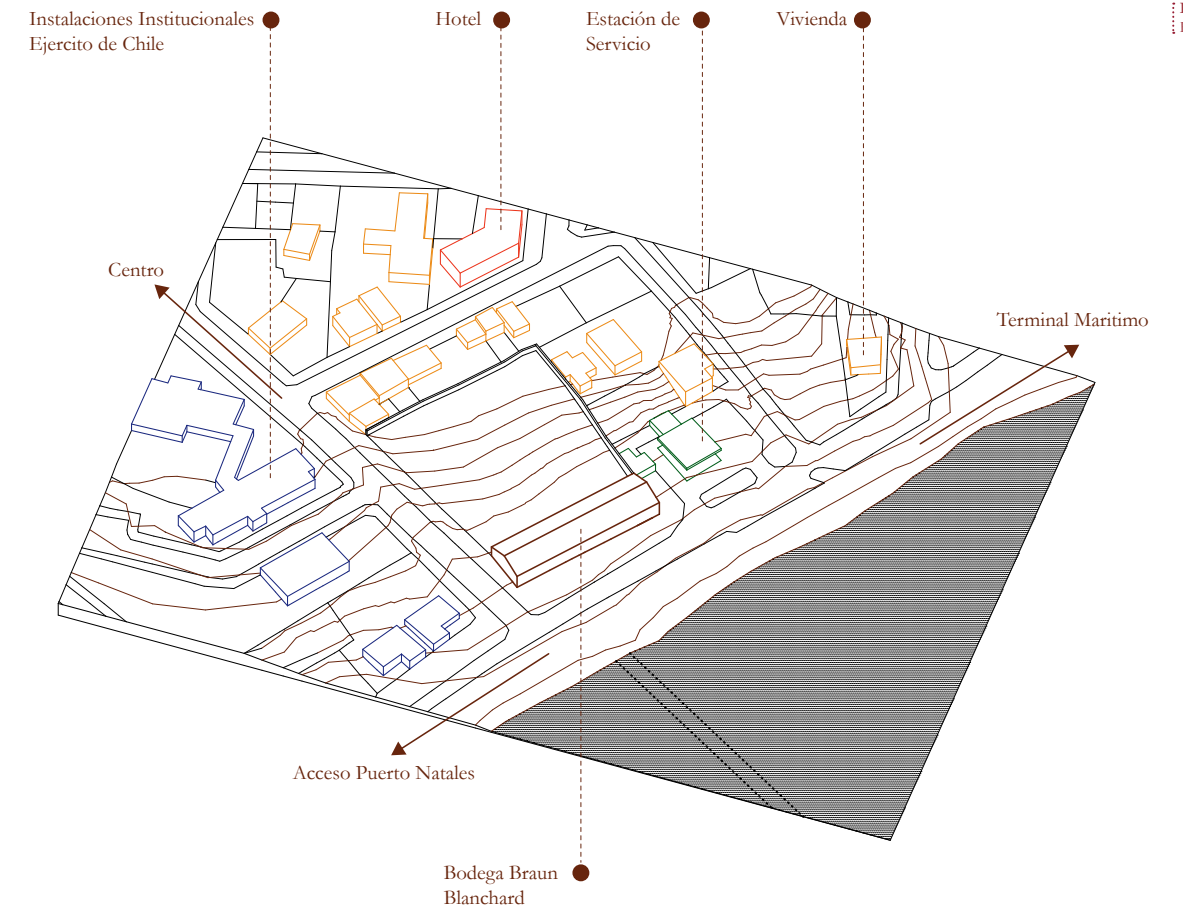 Instalaciones Institucionales
Ejercito de Chile
Hotel
Estación de
Servicio
Vivienda
Centro
Terminal Maritimo
Acceso Puerto Natales
Bodega Braun
Blanchard